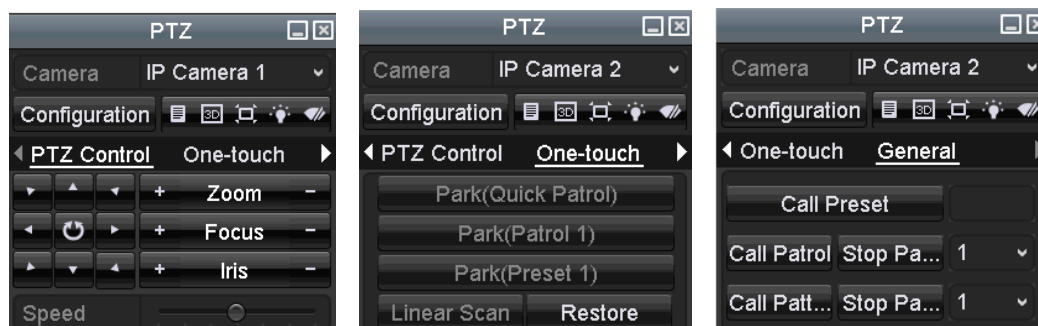 PTZ
Camera IP Camera 1
Configuration 3D
PTZ Control One-touch
+ Zoom -
+ Focus -
+ Iris -
Speed
PTZ
Camera IP Camera 2
Configuration 3D
PTZ Control One-touch
Park(Quick Patrol)
Park(Patrol 1)
Park(Preset 1)
Linear Scan Restore
PTZ
Camera IP Camera 2
Configuration 3D
One-touch General
Call Preset
Call Patrol Stop Pa... 1
Call Patt... Stop Pa... 1